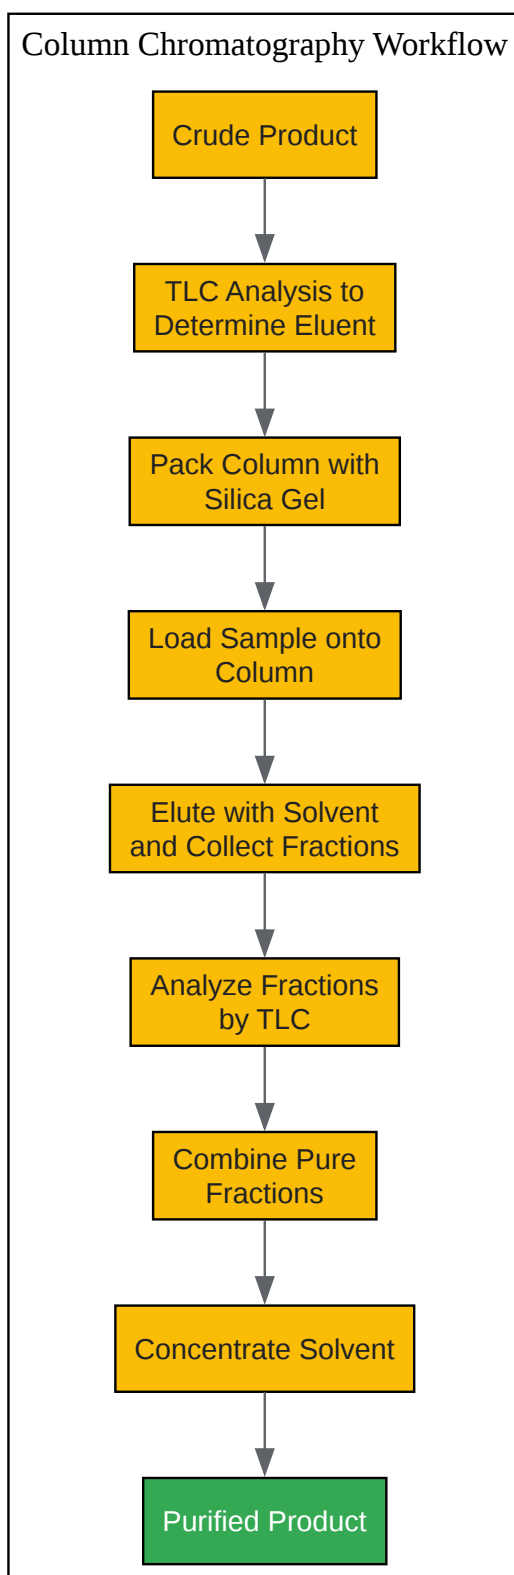 Column Chromatography Workflow
Crude Product
TLC Analysis to
Determine Eluent
Pack Column with
Silica Gel
Load Sample onto
Column
Elute with Solvent
and Collect Fractions
Analyze Fractions
by TLC
Combine Pure
Fractions
Concentrate Solvent
Purified Product